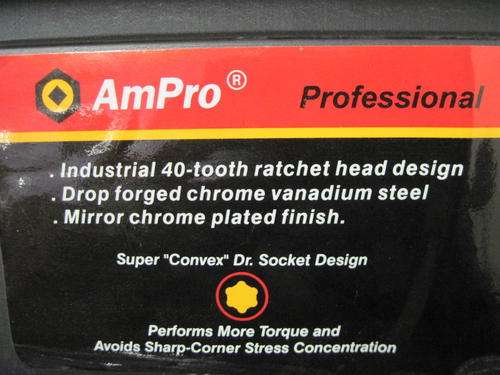 AmPro® Professional
. Industrial 40-tooth ratchet head design
. Drop forged chrome vanadium steel
. Mirror chrome plated finish.
Super "Convex" Dr. Socket Design
Performs More Torque and
Avoids Sharp-Corner Stress Concentration